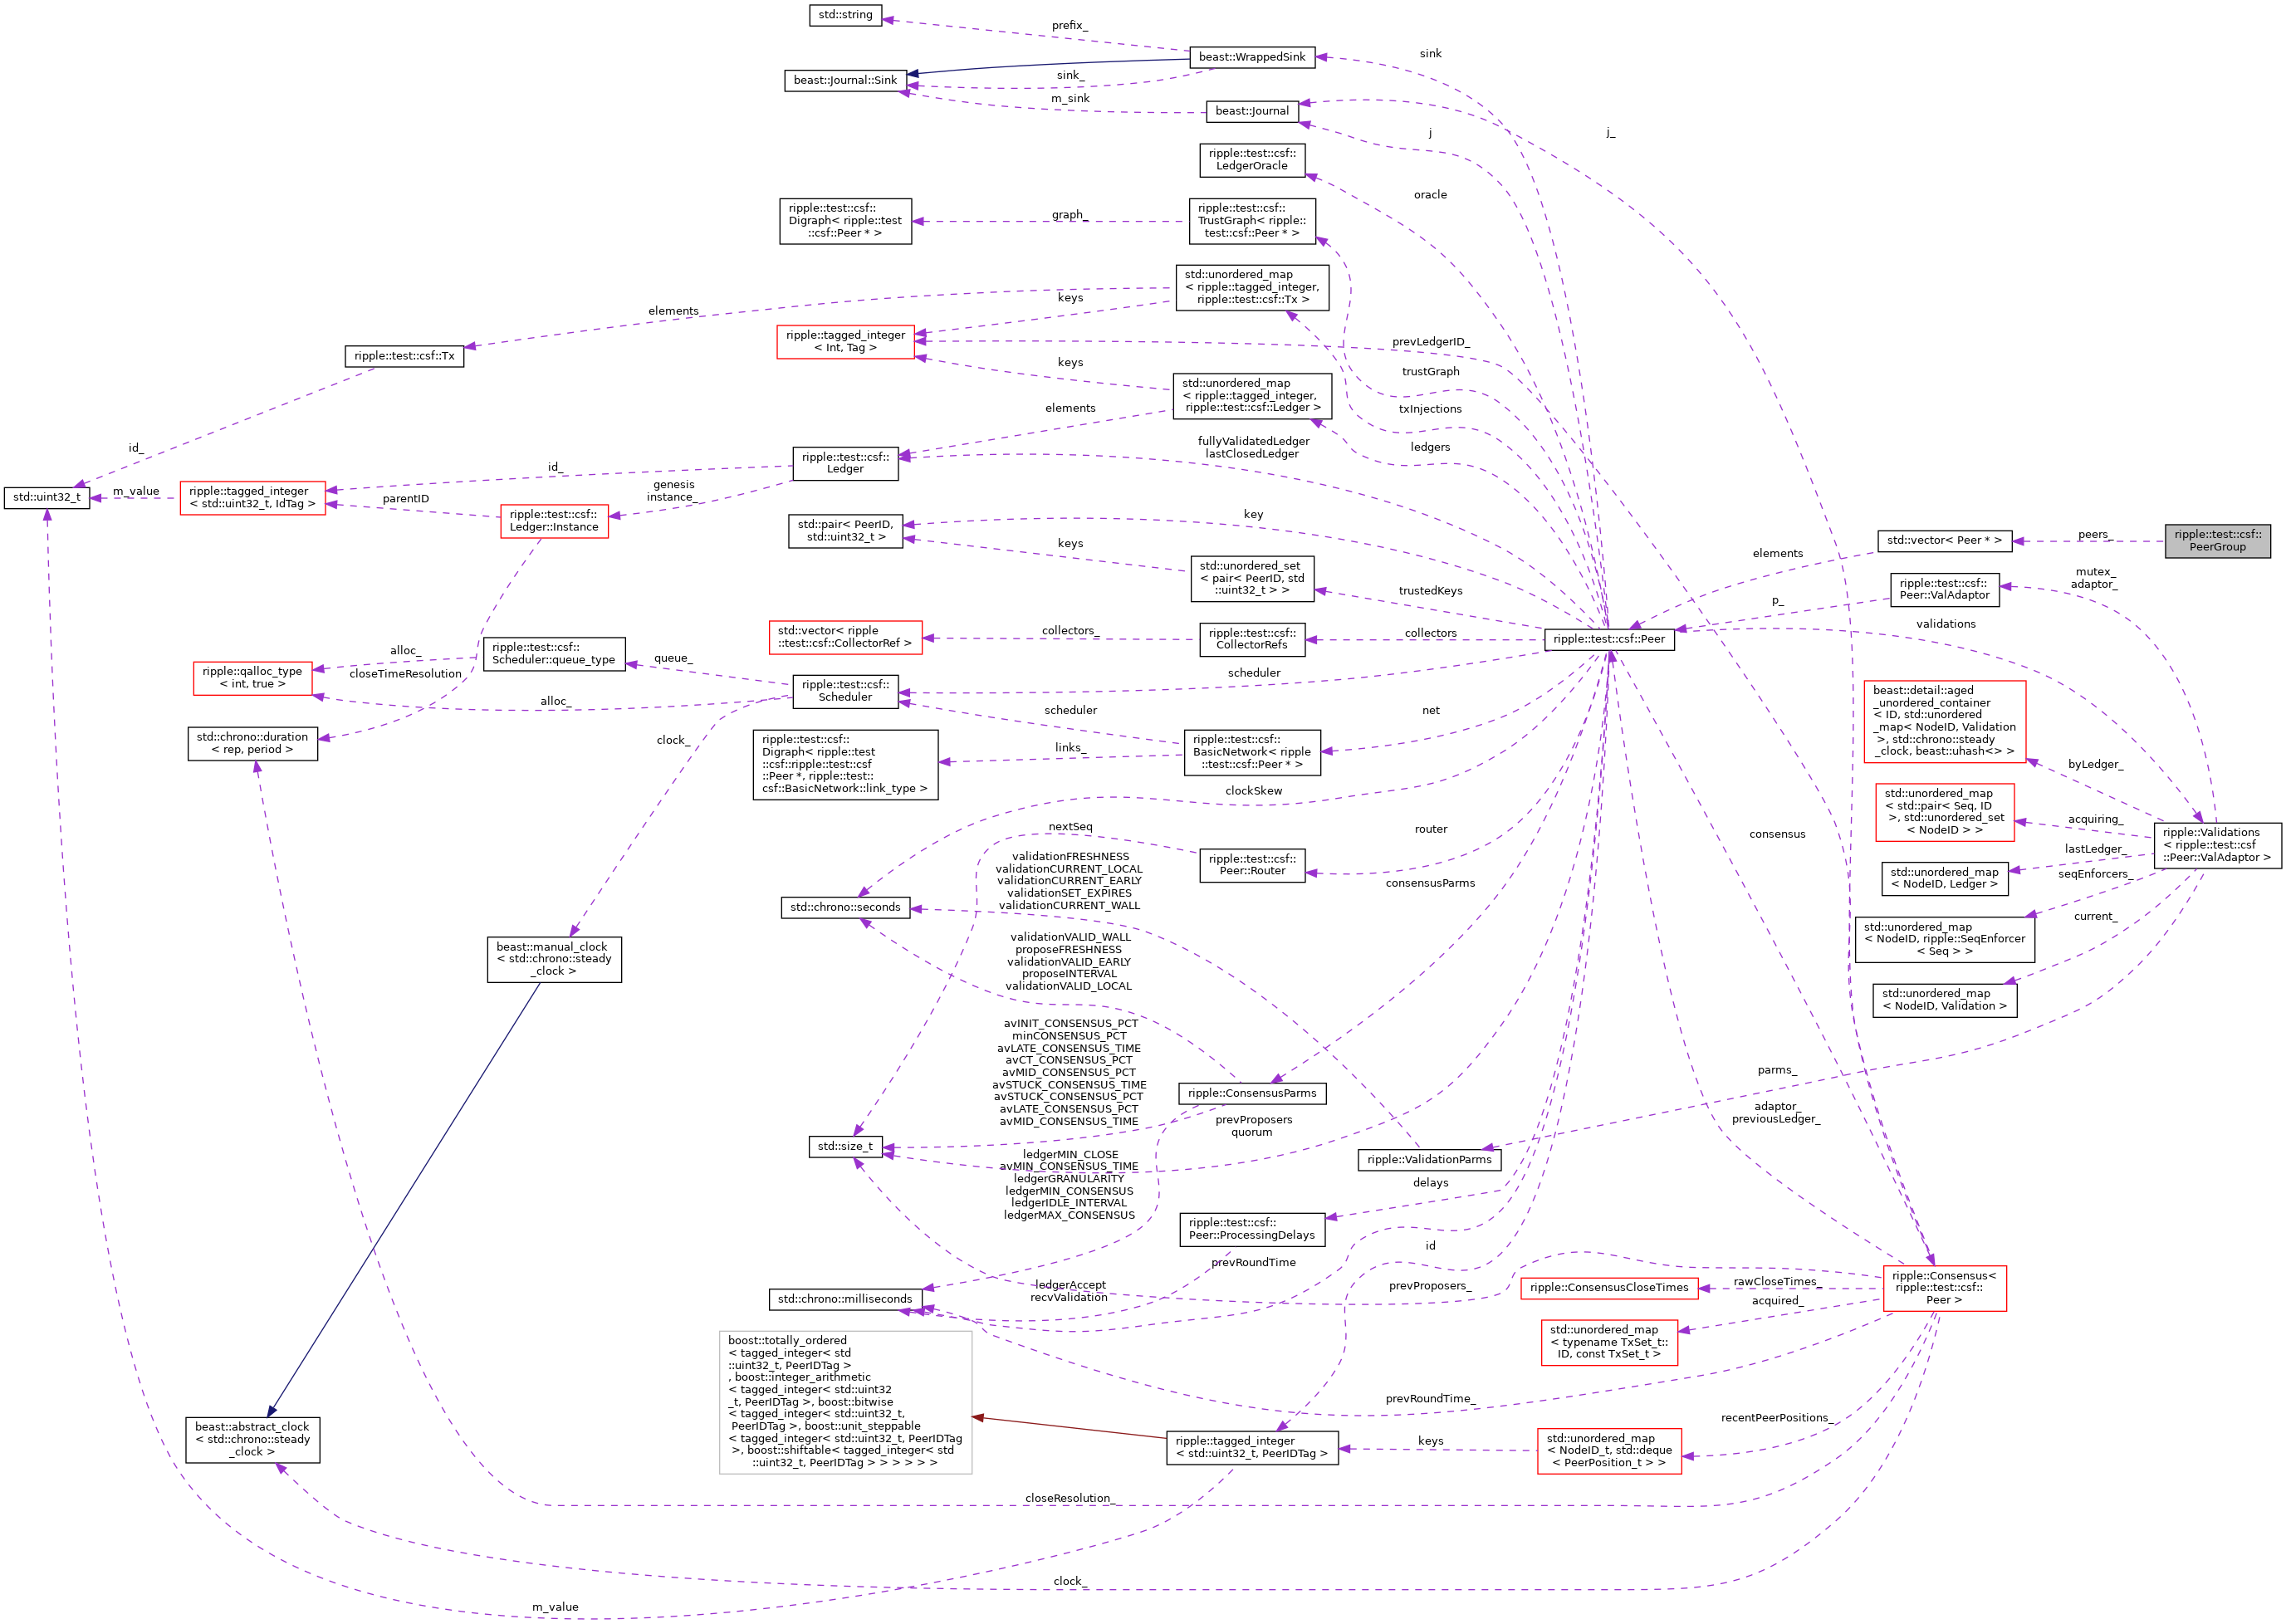 std::string
prefix_
sink
beast::WrappedSink
beast::Journal::Sink
sink_
m_sink
beast::Journal
j
j_
ripple::test::csf::
LedgerOracle
oracle
ripple::test::csf::
Digraph< ripple::test
::csf::Peer * >
graph_
ripple::test::csf::
TrustGraph< ripple::
test::csf::Peer * >
std::unordered_map
< ripple::tagged_integer,
ripple::test::csf::Tx >
elements
keys
ripple::tagged_integer
< Int, Tag >
prevLedgerID_
ripple::test::csf::Tx
keys
trustGraph
std::unordered_map
< ripple::tagged_integer,
ripple::test::csf::Ledger >
elements
txInjections
ledgers
fullyValidatedLedger
lastClosedLedger
id_
ripple::test::csf::
Ledger
id_
std::uint32_t
m_value
ripple::tagged_integer
< std::uint32_t, IdTag >
parentID
genesis
instance_
ripple::test::csf::
Ledger::Instance
std::pair< PeerID,
std::uint32_t >
key
keys
std::unordered_set
< pair< PeerID, std
::uint32_t > >
trustedKeys
elements
std::vector< Peer * >
peers_
ripple::test::csf::
PeerGroup
ripple::test::csf::
Peer::ValAdaptor
mutex_
adaptor_
p_
validations
ripple::test::csf::Peer
std::vector< ripple
::test::csf::CollectorRef >
collectors_
ripple::test::csf::
CollectorRefs
collectors
ripple::qalloc_type
< int, true >
alloc_
closeTimeResolution
ripple::test::csf::
Scheduler::queue_type
queue_
ripple::test::csf::
Scheduler
scheduler
alloc_
scheduler
net
std::chrono::duration
< rep, period >
clock_
ripple::test::csf::
Digraph< ripple::test
::csf::ripple::test::csf
::Peer *, ripple::test::
csf::BasicNetwork::link_type >
links_
ripple::test::csf::
BasicNetwork< ripple
::test::csf::Peer * >
clockSkew
beast::detail::aged
_unordered_container
< ID, std::unordered
_map< NodeID, Validation
>, std::chrono::steady
_clock, beast::uhash<> >
byLedger_
std::unordered_map
< std::pair< Seq, ID
>, std::unordered_set
< NodeID > >
acquiring_
ripple::Validations
< ripple::test::csf
::Peer::ValAdaptor >
lastLedger_
std::unordered_map
< NodeID, Ledger >
seqEnforcers_
std::unordered_map
< NodeID, ripple::SeqEnforcer
< Seq > >
current_
std::unordered_map
< NodeID, Validation >
nextSeq
router
consensus
ripple::test::csf::
Peer::Router
consensusParms
validationFRESHNESS
validationCURRENT_LOCAL
validationCURRENT_EARLY
validationSET_EXPIRES
validationCURRENT_WALL
std::chrono::seconds
beast::manual_clock
< std::chrono::steady
_clock >
validationVALID_WALL
proposeFRESHNESS
validationVALID_EARLY
proposeINTERVAL
validationVALID_LOCAL
avINIT_CONSENSUS_PCT
minCONSENSUS_PCT
avLATE_CONSENSUS_TIME
avCT_CONSENSUS_PCT
avMID_CONSENSUS_PCT
avSTUCK_CONSENSUS_TIME
avSTUCK_CONSENSUS_PCT
avLATE_CONSENSUS_PCT
avMID_CONSENSUS_TIME
ripple::ConsensusParms
parms_
adaptor_
previousLedger_
prevProposers
quorum
std::size_t
ripple::ValidationParms
ledgerMIN_CLOSE
avMIN_CONSENSUS_TIME
ledgerGRANULARITY
ledgerMIN_CONSENSUS
ledgerIDLE_INTERVAL
ledgerMAX_CONSENSUS
delays
ripple::test::csf::
Peer::ProcessingDelays
id
prevRoundTime
ledgerAccept
recvValidation
prevProposers_
std::chrono::milliseconds
ripple::ConsensusCloseTimes
rawCloseTimes_
ripple::Consensus<
ripple::test::csf::
Peer >
acquired_
std::unordered_map
< typename TxSet_t::
ID, const TxSet_t >
boost::totally_ordered
< tagged_integer< std
::uint32_t, PeerIDTag >
, boost::integer_arithmetic
< tagged_integer< std::uint32
_t, PeerIDTag >, boost::bitwise
< tagged_integer< std::uint32_t,
PeerIDTag >, boost::unit_steppable
< tagged_integer< std::uint32_t, PeerIDTag
>, boost::shiftable< tagged_integer< std
::uint32_t, PeerIDTag > > > > > >
prevRoundTime_
recentPeerPositions_
beast::abstract_clock
< std::chrono::steady
_clock >
ripple::tagged_integer
< std::uint32_t, PeerIDTag >
keys
std::unordered_map
< NodeID_t, std::deque
< PeerPosition_t > >
closeResolution_
clock_
m_value